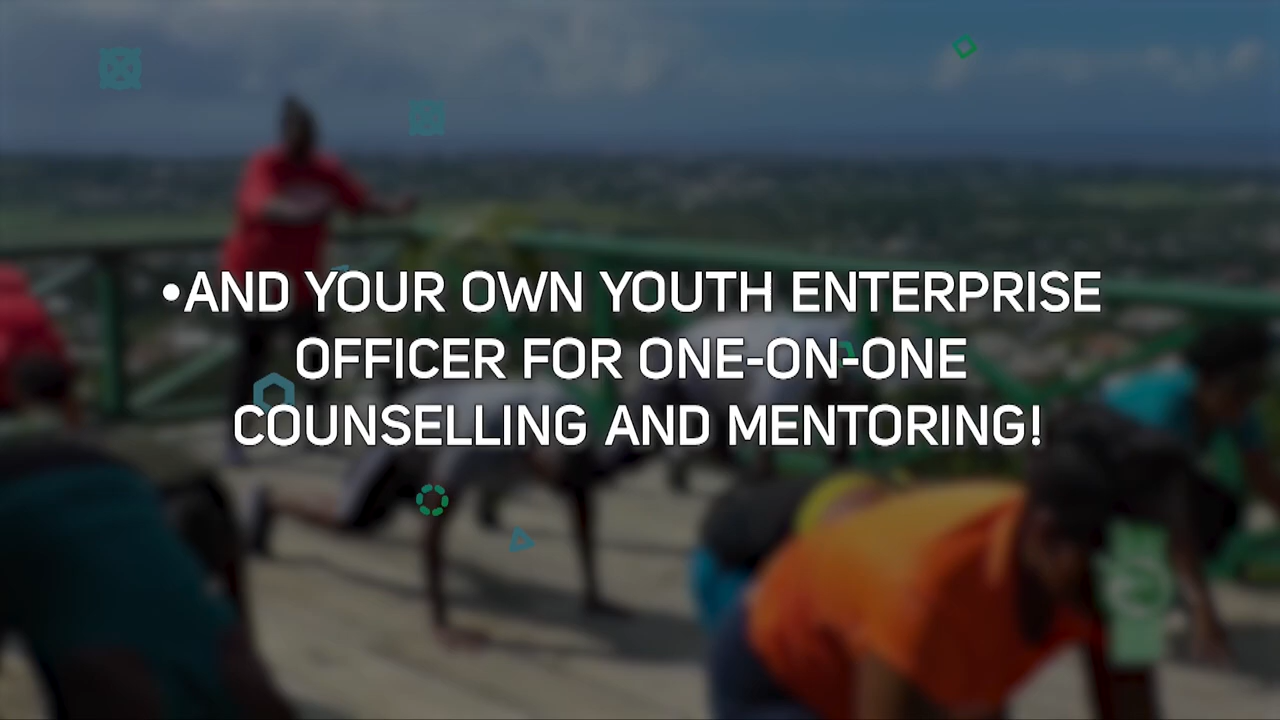 •AND YOUR OWN YOUTH ENTERPRISE
OFFICER FOR ONE-ON-ONE
COUNSELLING AND MENTORING!